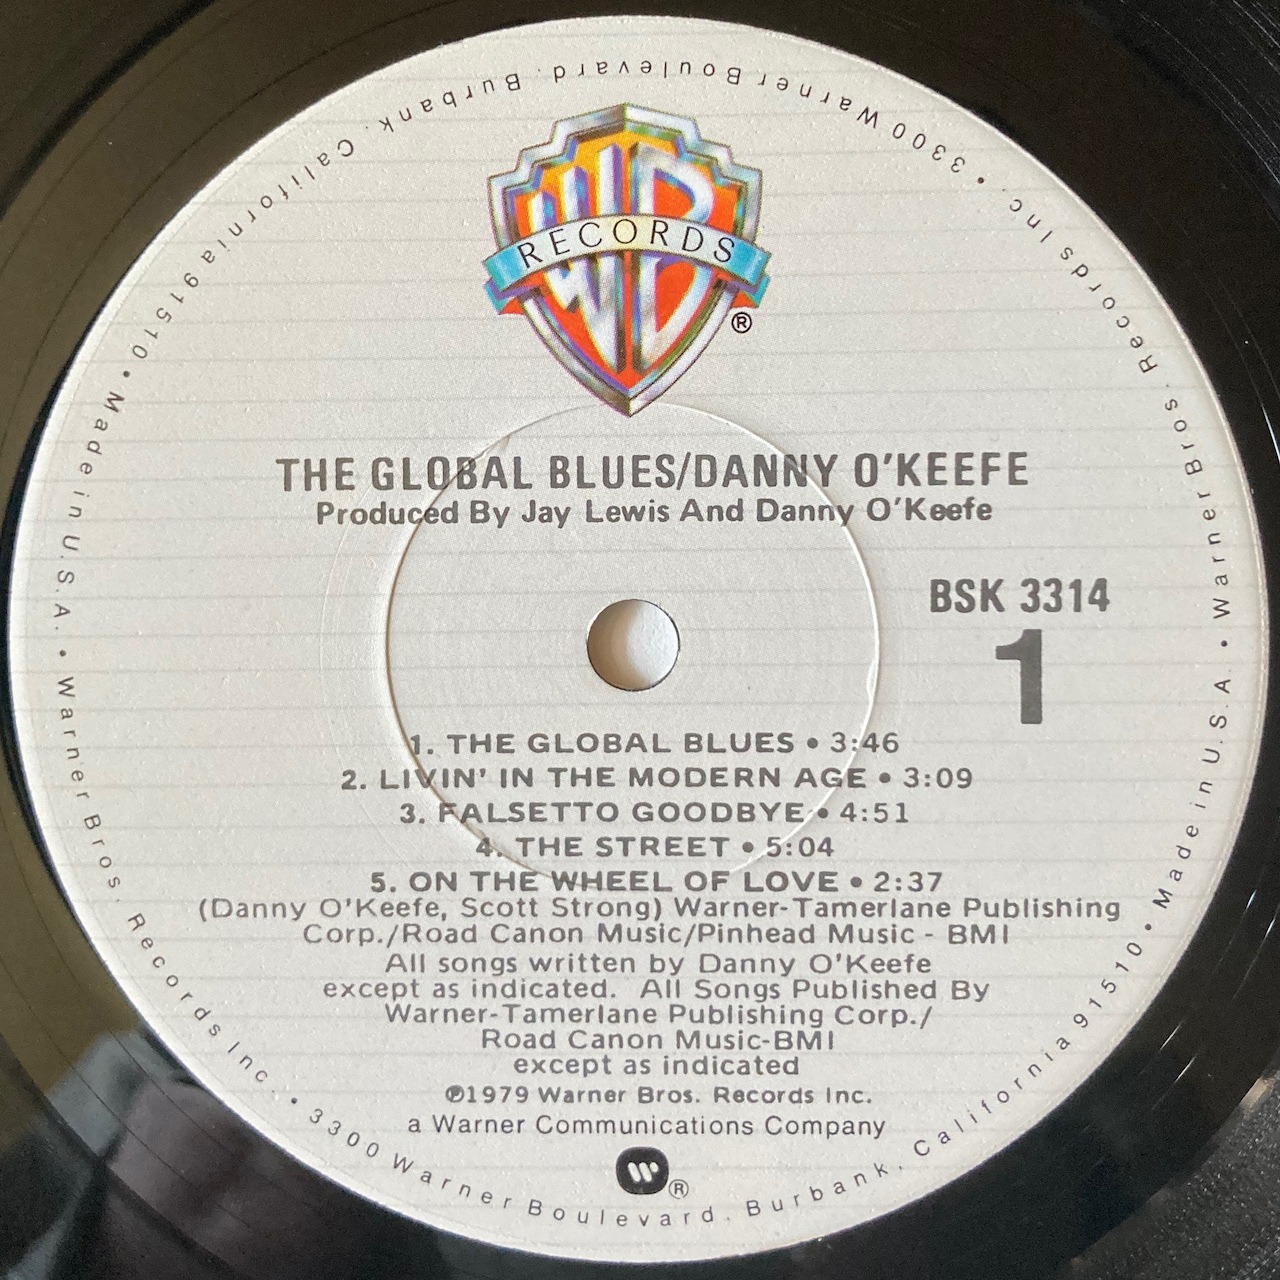 WB
RECORDS
®
THE GLOBAL BLUES/DANNY O'KEEFE
Produced By Jay Lewis And Danny O'Keefe
BSK 3314
1
1. THE GLOBAL BLUES • 3:46
2. LIVIN' IN THE MODERN AGE • 3:09
3. FALSETTO GOODBYE • 4:51
4. THE STREET • 5:04
5. ON THE WHEEL OF LOVE • 2:37
(Danny O'Keefe, Scott Strong) Warner-Tamerlane Publishing
Corp./Road Canon Music/Pinhead Music - BMI
All songs written by Danny O'Keefe
except as indicated. All Songs Published By
Warner-Tamerlane Publishing Corp./
Road Canon Music-BMI
except as indicated
℗1979 Warner Bros. Records Inc.
a Warner Communications Company
®
Warner Bros. Records Inc. • 3300 Warner Boulevard, Burbank, California 91510 • Made in U.S.A. • Warner Bros. Records Inc. • 3300 Warner Boulevard, Burbank, California 91510 • Made in U.S.A. •